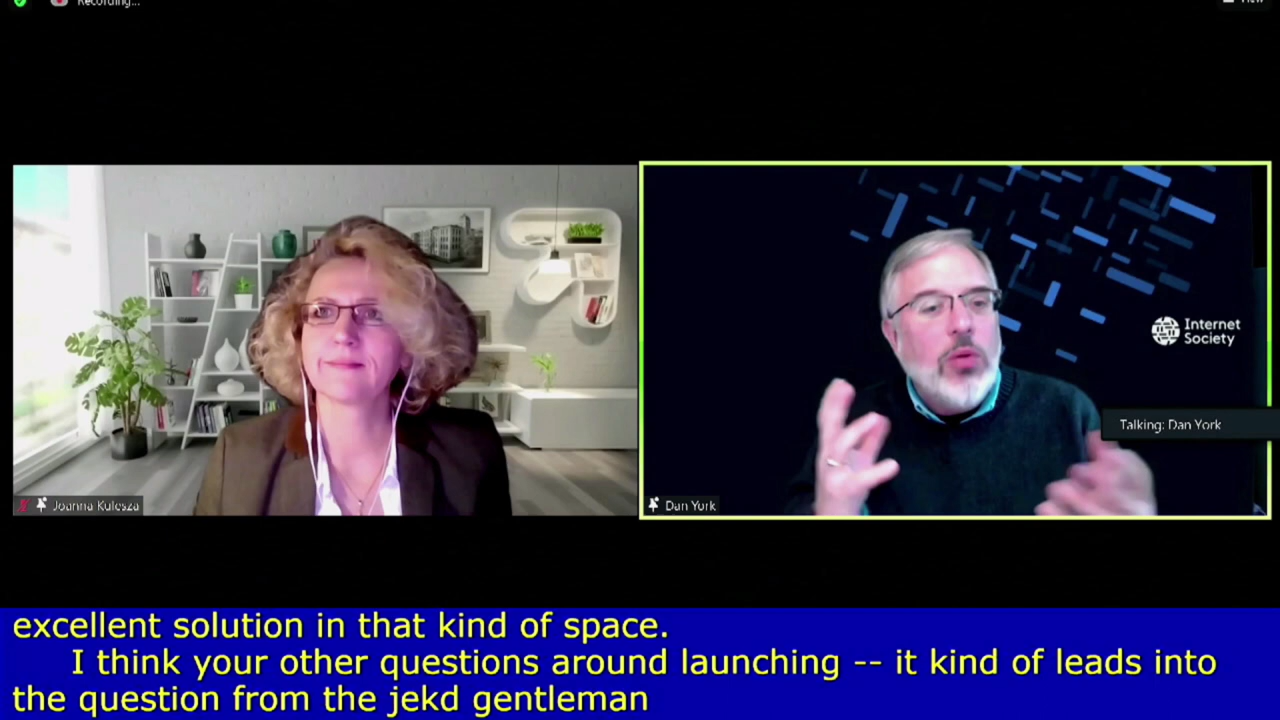 Recording...
View
Internet
Society
Talking: Dan York
Joanna Kulesza
Dan York
excellent solution in that kind of space.
I think your other questions around launching -- it kind of leads into
the question from the jekd gentleman